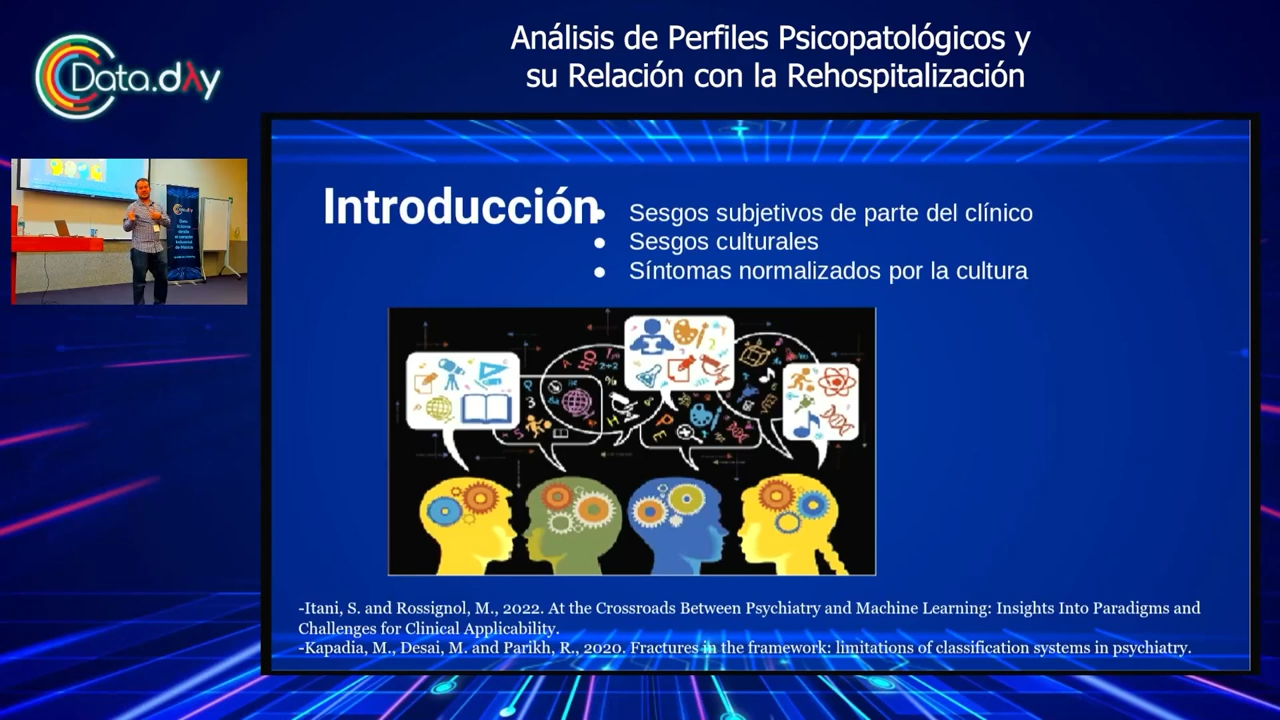 Análisis de Perfiles Psicopatológicos y
su Relación con la Rehospitalización
Data.day
Introducción
● Sesgos subjetivos de parte del clínico
● Sesgos culturales
● Síntomas normalizados por la cultura
-Itani, S. and Rossignol, M., 2022. At the Crossroads Between Psychiatry and Machine Learning: Insights Into Paradigms and
Challenges for Clinical Applicability.
-Kapadia, M., Desai, M. and Parikh, R., 2020. Fractures in the framework: limitations of classification systems in psychiatry.